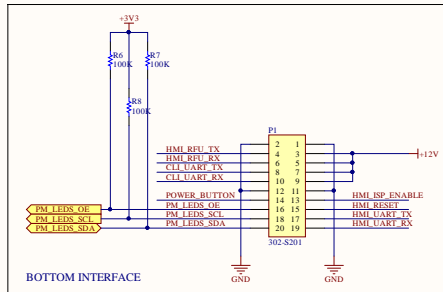 +3V3
R6
100K
R7
100K
R8
100K
P1
HMI_RFU_TX
HMI_RFU_RX
CLI_UART_TX
CLI_UART_RX
POWER_BUTTON
PM_LEDS_OE
PM_LEDS_SCL
PM_LEDS_SDA
2 1
4 3
6 5
8 7
10 9
12 11
14 13
16 15
18 17
20 19
302-S201
+12V
HMI_ISP_ENABLE
HMI_RESET
HMI_UART_TX
HMI_UART_RX
PM_LEDS_OE
PM_LEDS_SCL
PM_LEDS_SDA
GND
GND
BOTTOM INTERFACE